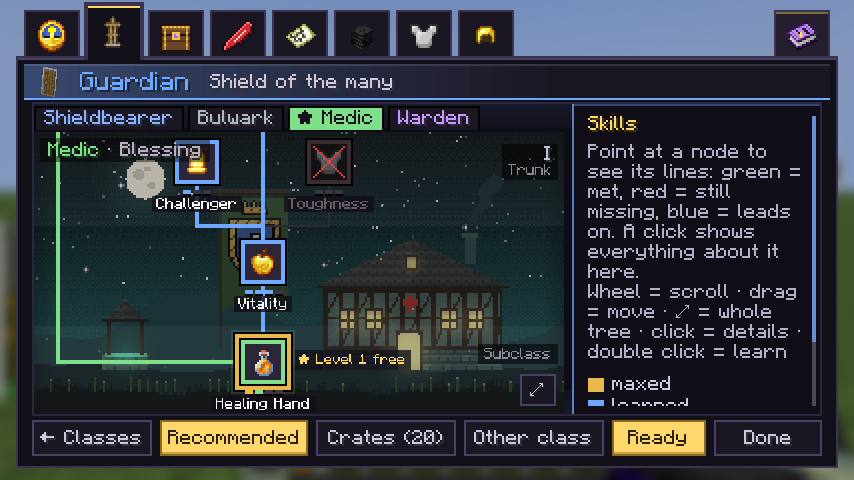 Guardian Shield of the many
Shieldbearer Bulwark Medic Warden
Medic · Blessing
I
Trunk
Challenger Toughness
Vitality
Level 1 free
Subclass
Healing Hand
Skills
Point at a node to
see its lines: green =
met, red = still
missing, blue = leads
on. A click shows
everything about it
here.
Wheel = scroll · drag
= move · ⤢ = whole
tree · click = details ·
double click = learn
maxed
learned
← Classes Recommended Crates (20) Other class Ready Done